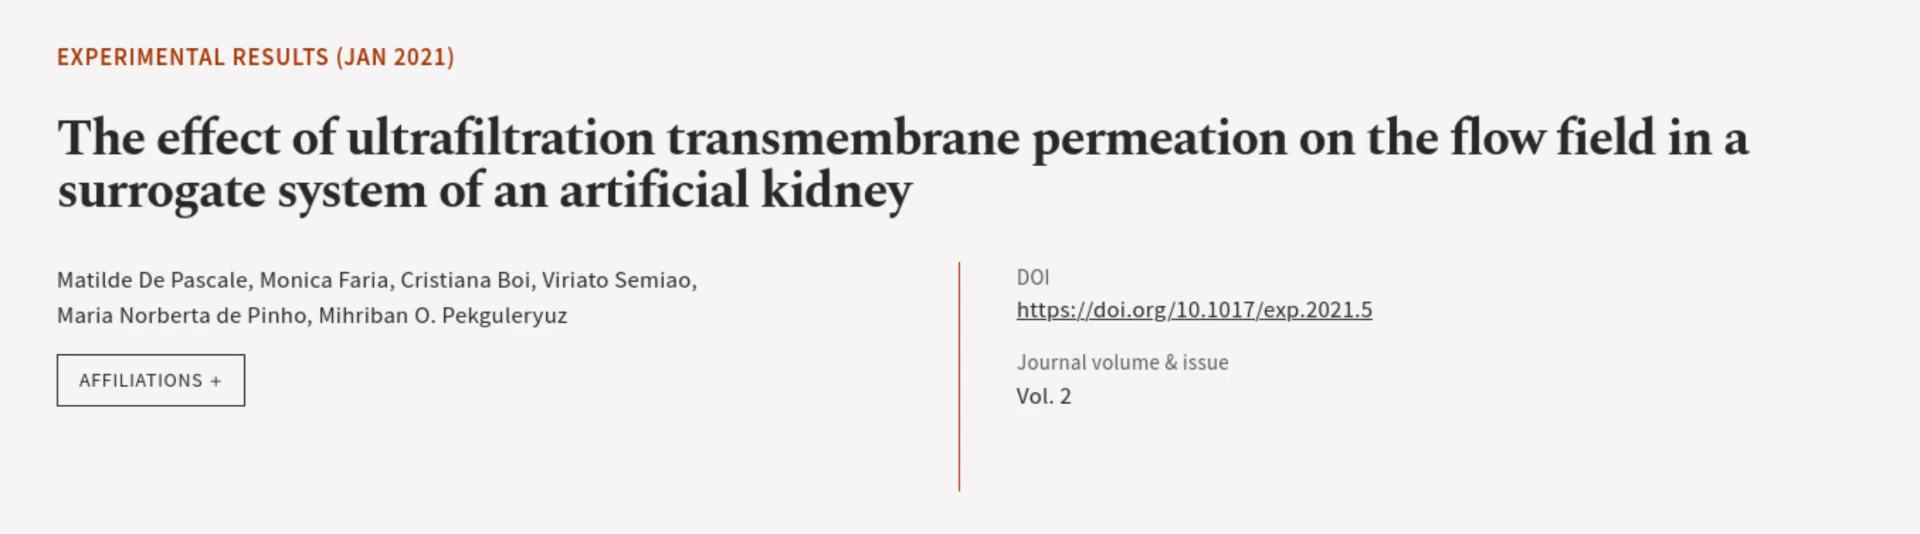 EXPERIMENTAL RESULTS (JAN 2021)
The effect of ultrafiltration transmembrane permeation on the flow field in a
surrogate system of an artificial kidney
Matilde De Pascale, Monica Faria, Cristiana Boi, Viriato Semiao,
Maria Norberta de Pinho, Mihriban O. Pekguleryuz
AFFILIATIONS +
DOI
https://doi.org/10.1017/exp.2021.5
Journal volume & issue
Vol. 2